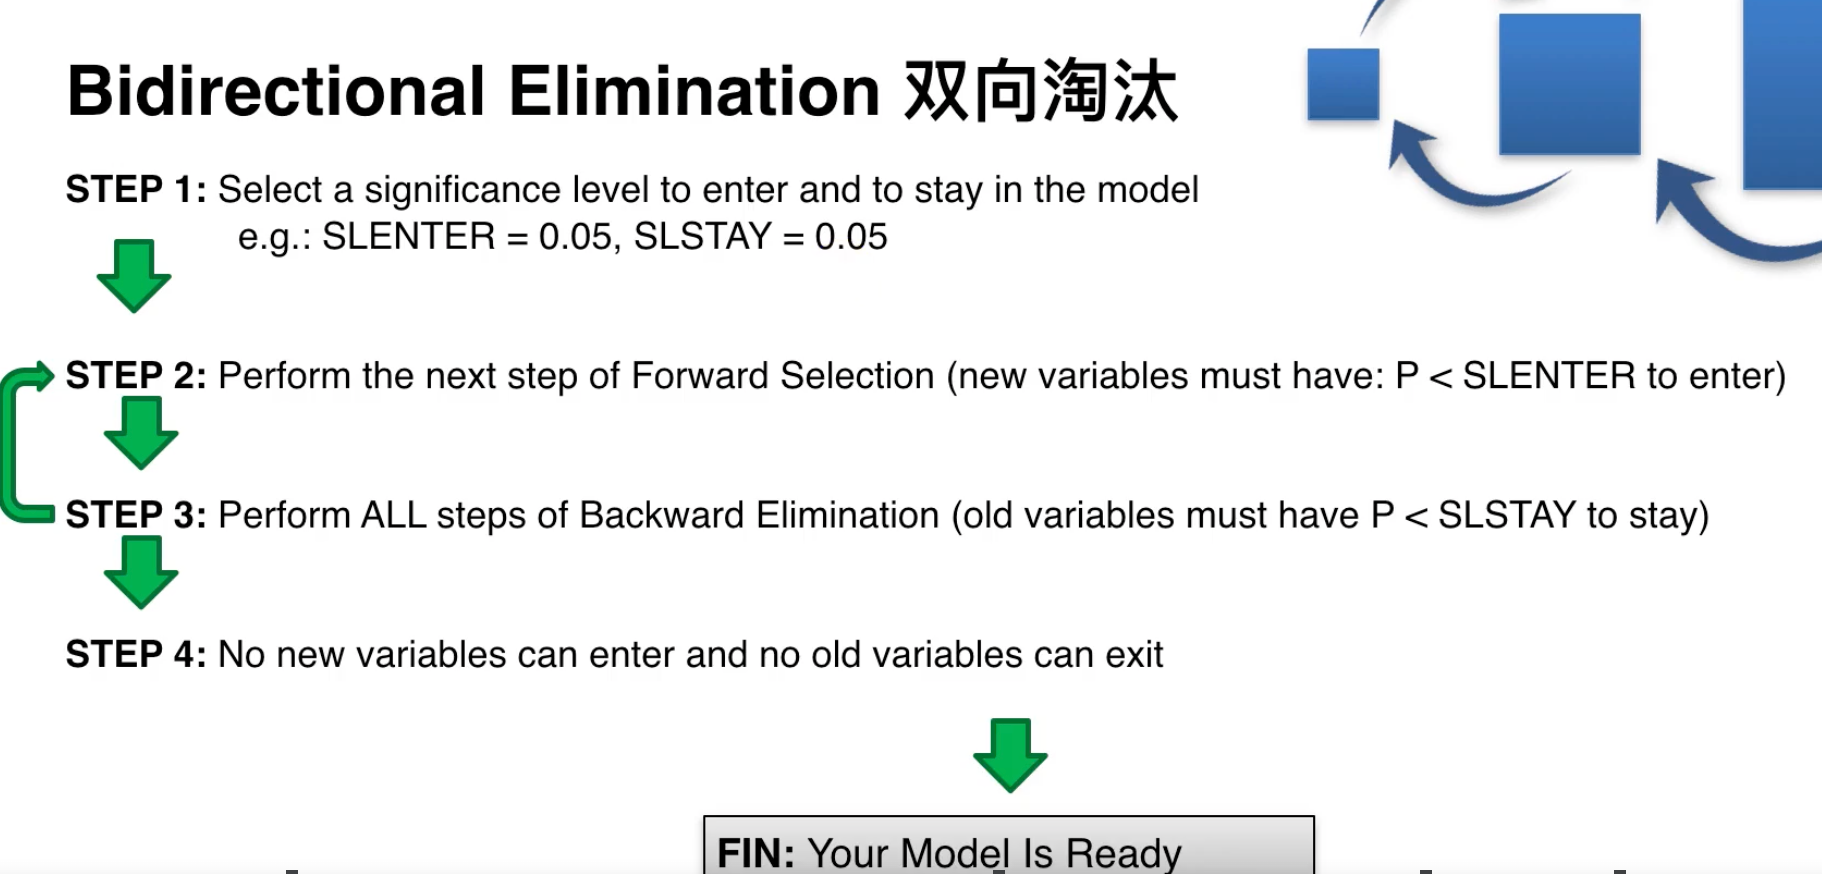 Bidirectional Elimination 双向淘汰
STEP 1: Select a significance level to enter and to stay in the model
e.g.: SLENTER = 0.05, SLSTAY = 0.05
STEP 2: Perform the next step of Forward Selection (new variables must have: P < SLENTER to enter)
STEP 3: Perform ALL steps of Backward Elimination (old variables must have P < SLSTAY to stay)
STEP 4: No new variables can enter and no old variables can exit
FIN: Your Model Is Ready